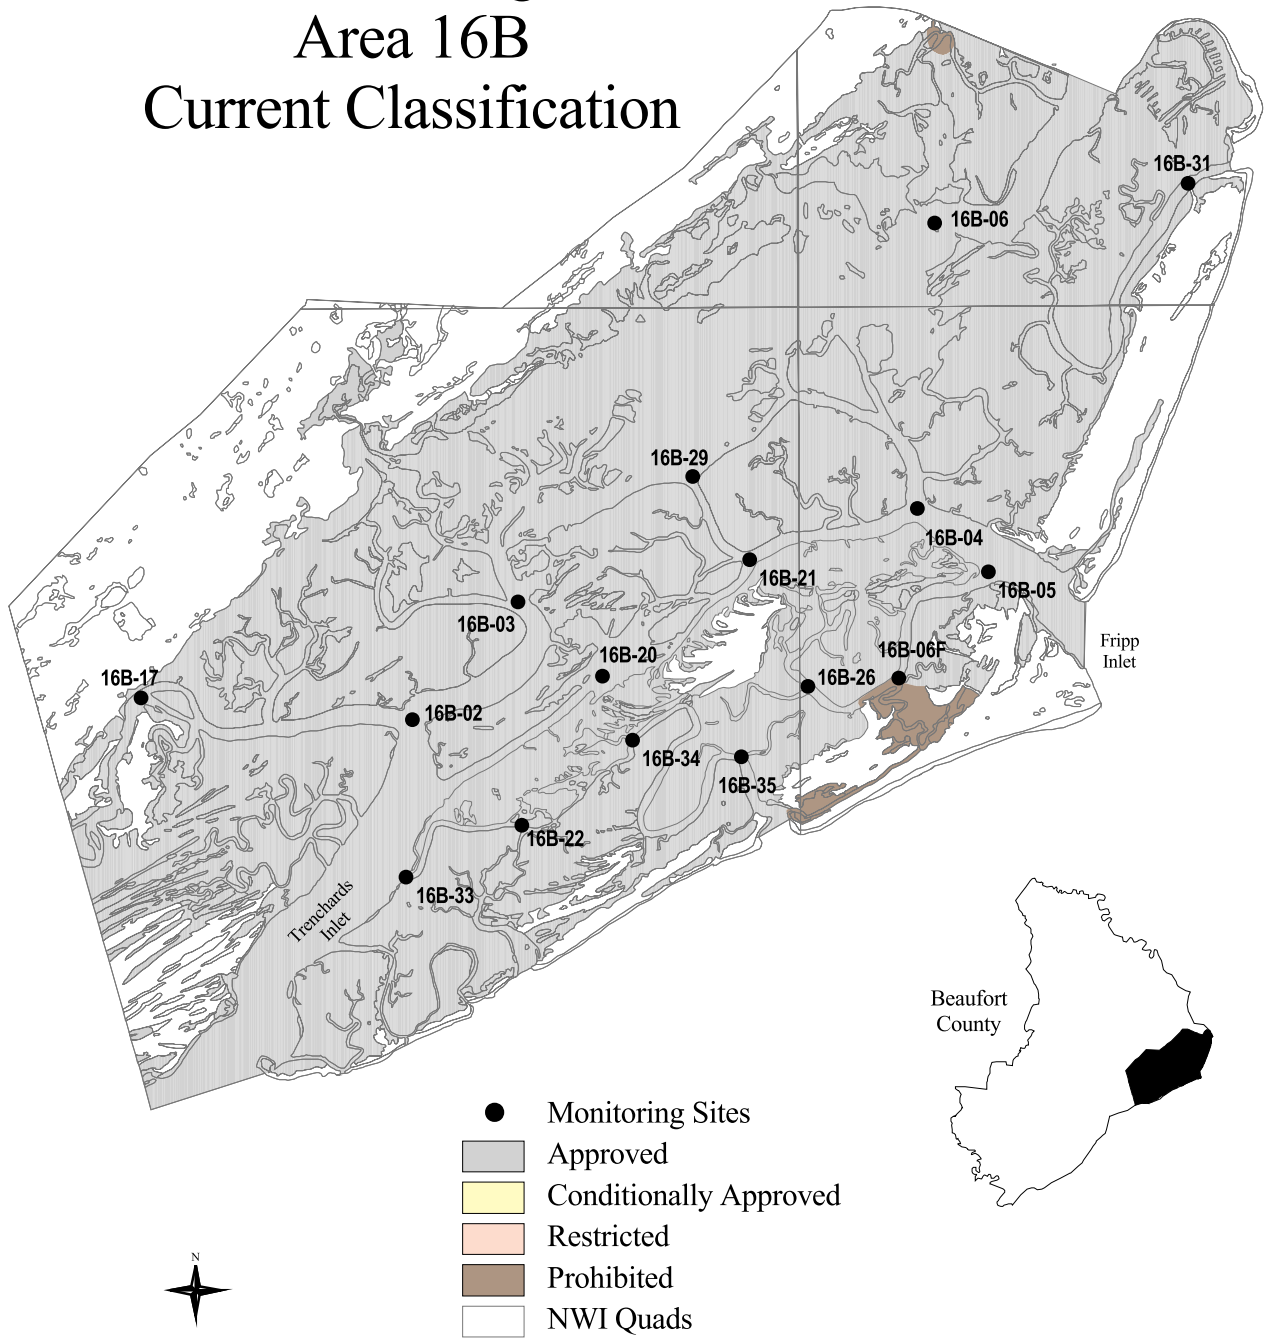 Area 16B
Current Classification
16B-31
16B-06
16B-29
16B-04
16B-21
16B-05
16B-03
Fripp
Inlet
16B-20
16B-06F
16B-17
16B-26
16B-02
16B-34
16B-35
16B-22
16B-33
Trenchards
Inlet
Beaufort
County
Monitoring Sites
Approved
Conditionally Approved
Restricted
Prohibited
NWI Quads
N